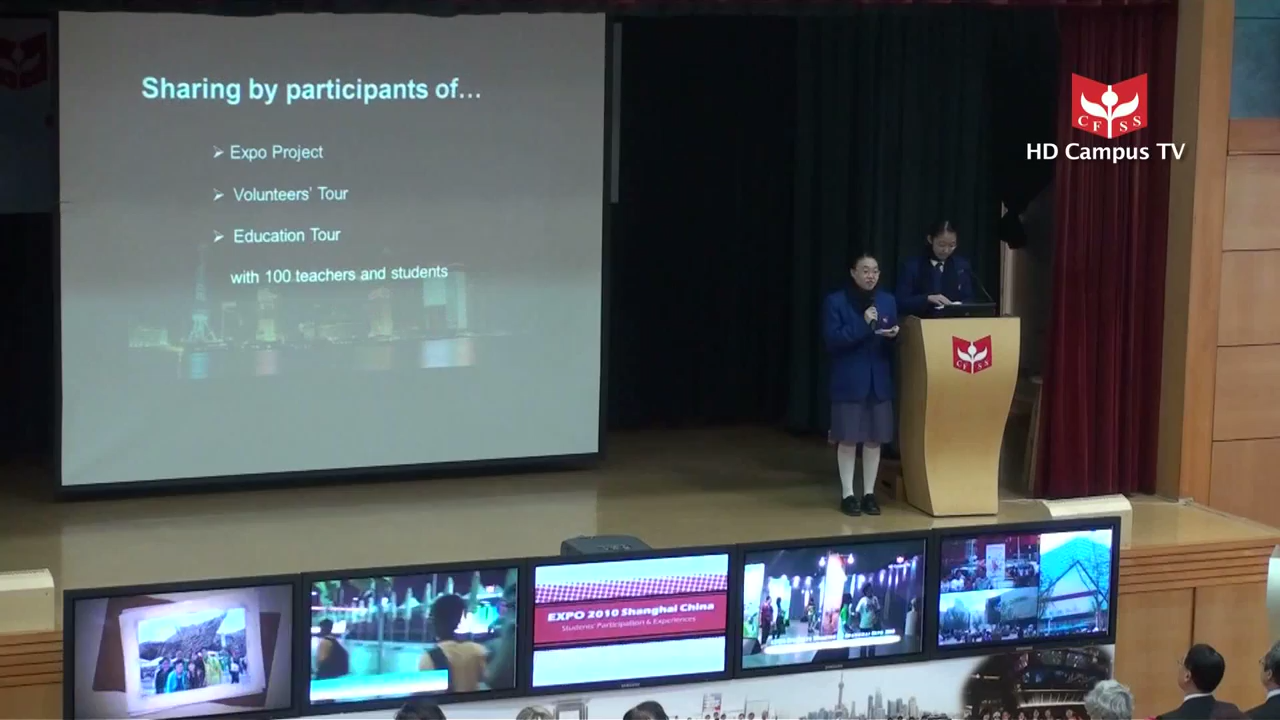 Sharing by participants of...
➢ Expo Project
➢ Volunteers' Tour
➢ Education Tour
with 100 teachers and students
CFSS
HD Campus TV
CFSS
EXPO 2010 Shanghai China
Students' Participation & Experiences
SAMSUNG